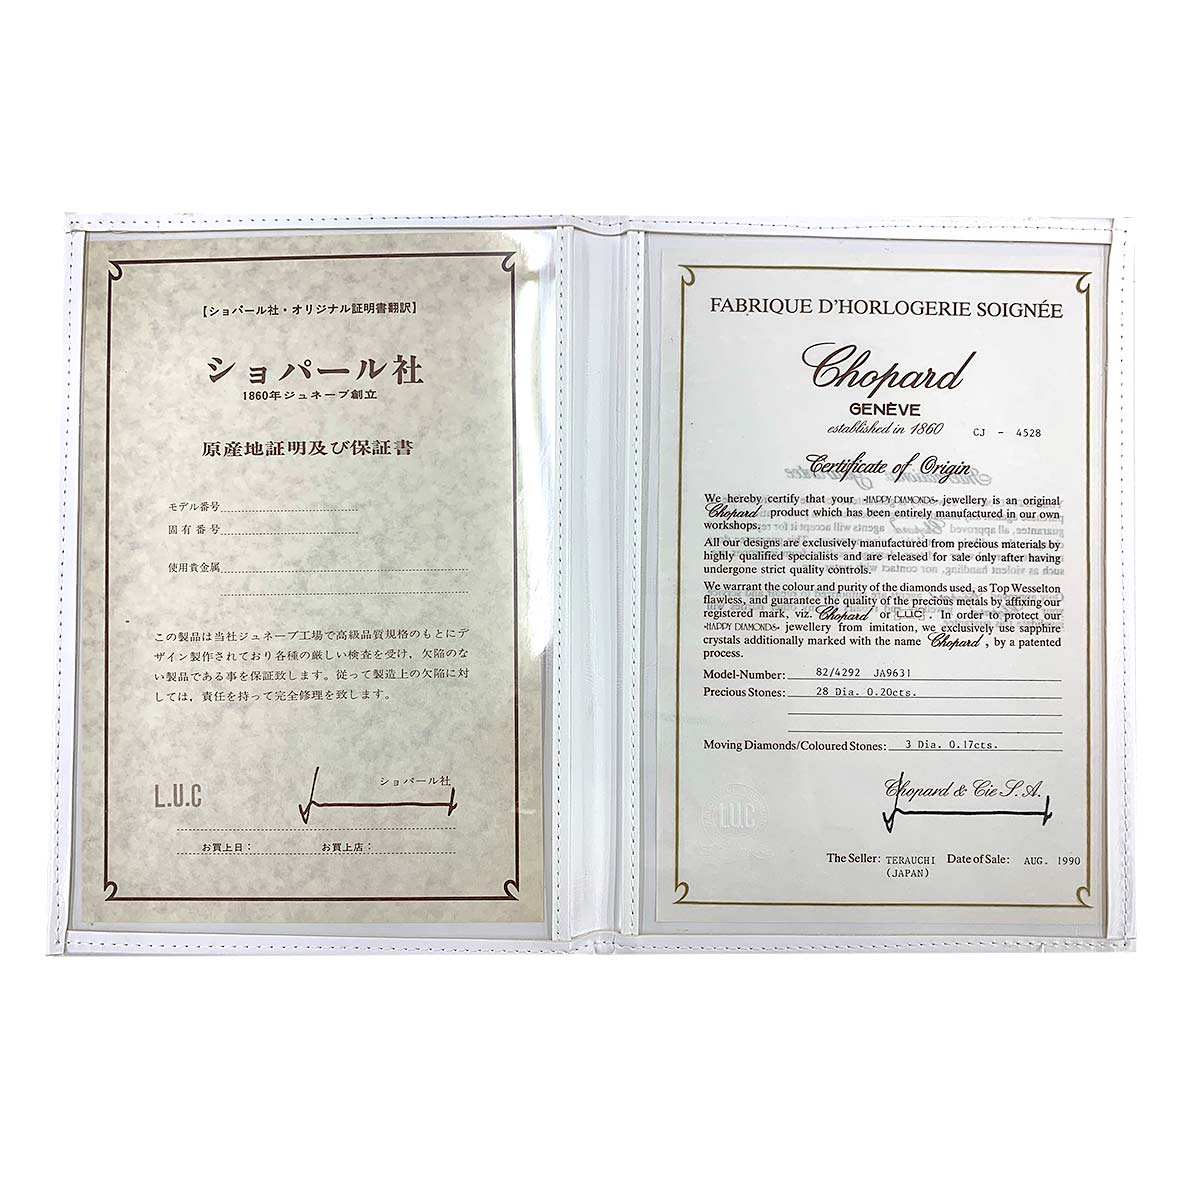 【ショパール社・オリジナル証明書翻訳】
ショパール社
1860年ジュネーブ創立
原産地証明及び保証書
モデル番号
固有番号
使用貴金属
この製品は当社ジュネーブ工場で高級品質規格のもとにデ
ザイン製作されており各種の厳しい検査を受け、欠陥のな
い製品である事を保証致します。従って製造上の欠陥に対
しては、責任を持って完全修理を致します。
ショパール社
L.U.C
お買上日： お買上店：
FABRIQUE D'HORLOGERIE SOIGNÉE
Chopard
GENÈVE
established in 1860 CJ - 4528
Certificate of Origin
We hereby certify that your «HAPPY DIAMONDS» jewellery is an original
Chopard product which has been entirely manufactured in our own
workshops.
All our designs are exclusively manufactured from precious materials by
highly qualified specialists and are released for sale only after having
undergone strict quality controls.
We warrant the colour and purity of the diamonds used, as Top Wesselton
flawless, and guarantee the quality of the precious metals by affixing our
registered mark, viz. Chopard or L.U.C. In order to protect our
«HAPPY DIAMONDS» jewellery from imitation, we exclusively use sapphire
crystals additionally marked with the name Chopard, by a patented
process.
Model-Number: 82/4292 JA9631
Precious Stones: 28 Dia. 0.20cts.
Moving Diamonds/Coloured Stones: 3 Dia. 0.17cts.
Chopard & Cie S.A.
L.U.C
The Seller: TERAUCHI Date of Sale: AUG. 1990
(JAPAN)